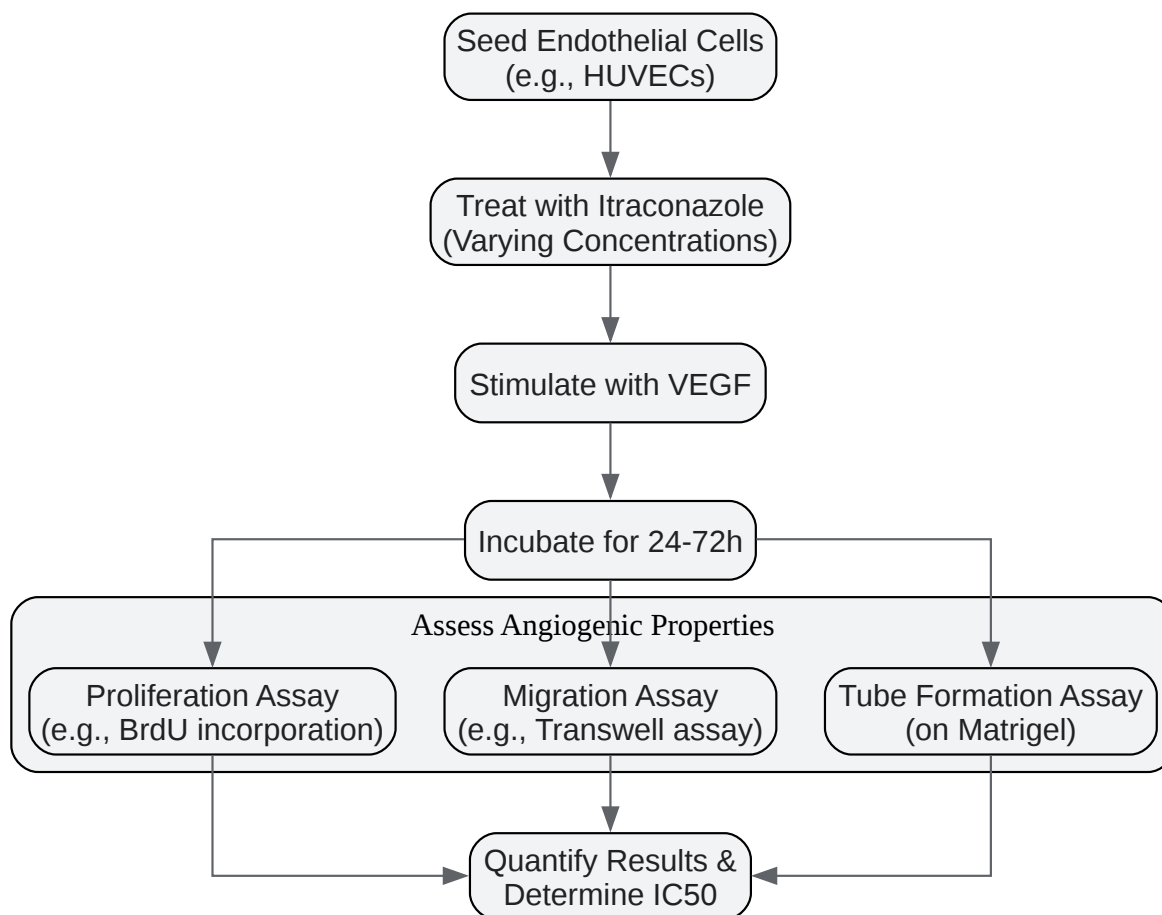 Seed Endothelial Cells
(e.g., HUVECs)
Treat with Itraconazole
(Varying Concentrations)
Stimulate with VEGF
Incubate for 24-72h
Assess Angiogenic Properties
Proliferation Assay
(e.g., BrdU incorporation)
Migration Assay
(e.g., Transwell assay)
Tube Formation Assay
(on Matrigel)
Quantify Results &
Determine IC50